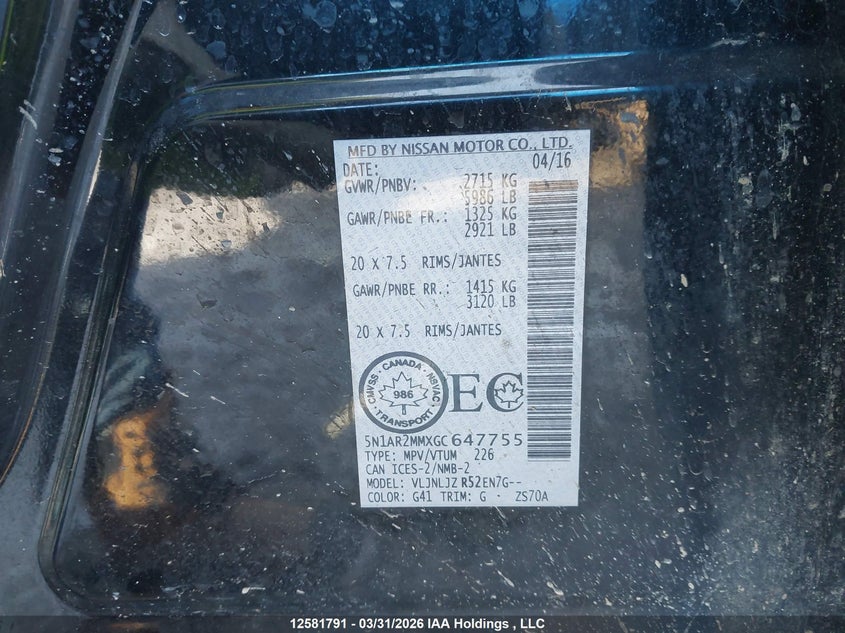 MFD BY NISSAN MOTOR CO., LTD.
DATE: 04/16
GVWR/PNBV: 2715 KG
5986 LB
GAWR/PNBE FR.: 1325 KG
2921 LB
20 X 7.5 RIMS/JANTES
GAWR/PNBE RR.: 1415 KG
3120 LB
20 X 7.5 RIMS/JANTES
CMVSS · CANADA · NSVAC
986
TRANSPORT
EC
5N1AR2MMXGC647755
TYPE: MPV/VTUM 226
CAN ICES-2/NMB-2
MODEL: VLJNLJZ R52EN7G--
COLOR: G41 TRIM: G - ZS70A
12581791 - 03/31/2026 IAA Holdings , LLC